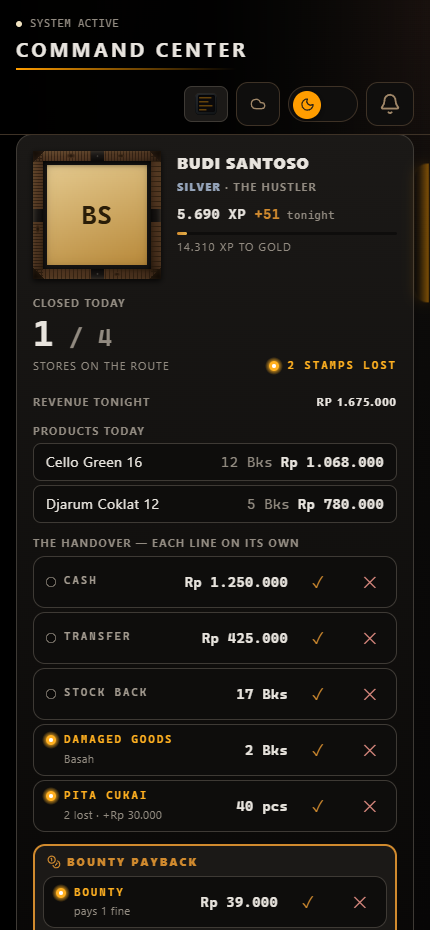 SYSTEM ACTIVE
COMMAND CENTER
BS
BUDI SANTOSO
SILVER · THE HUSTLER
5.690 XP +51 tonight
14.310 XP TO GOLD
CLOSED TODAY
1 / 4
STORES ON THE ROUTE
2 STAMPS LOST
REVENUE TONIGHT RP 1.675.000
PRODUCTS TODAY
Cello Green 16 12 Bks Rp 1.068.000
Djarum Coklat 12 5 Bks Rp 780.000
THE HANDOVER — EACH LINE ON ITS OWN
CASH Rp 1.250.000 ✓ ✕
TRANSFER Rp 425.000 ✓ ✕
STOCK BACK 17 Bks ✓ ✕
DAMAGED GOODS
Basah
2 Bks ✓ ✕
PITA CUKAI
2 lost · +Rp 30.000
40 pcs ✓ ✕
BOUNTY PAYBACK
BOUNTY
pays 1 fine
Rp 39.000 ✓ ✕